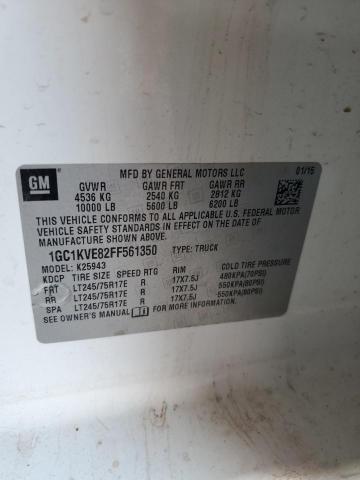 GM
MFD BY GENERAL MOTORS LLC
01/15
GVWR GAWR FRT GAWR RR
4536 KG 2540 KG 2812 KG
10000 LB 5600 LB 6200 LB
THIS VEHICLE CONFORMS TO ALL APPLICABLE U.S. FEDERAL MOTOR
VEHICLE SAFETY STANDARDS IN EFFECT ON THE DATE OF
MANUFACTURE SHOWN ABOVE.
1GC1KVE82FF561350 TYPE: TRUCK
MODEL: K25943
KDCP TIRE SIZE SPEED RTG RIM COLD TIRE PRESSURE
FRT LT245/75R17E R 17X7.5J 480KPA(70PSI)
RR LT245/75R17E R 17X7.5J 550KPA(80PSI)
SPA LT245/75R17E R 17X7.5J 550KPA(80PSI)
SEE OWNER'S MANUAL FOR MORE INFORMATION.